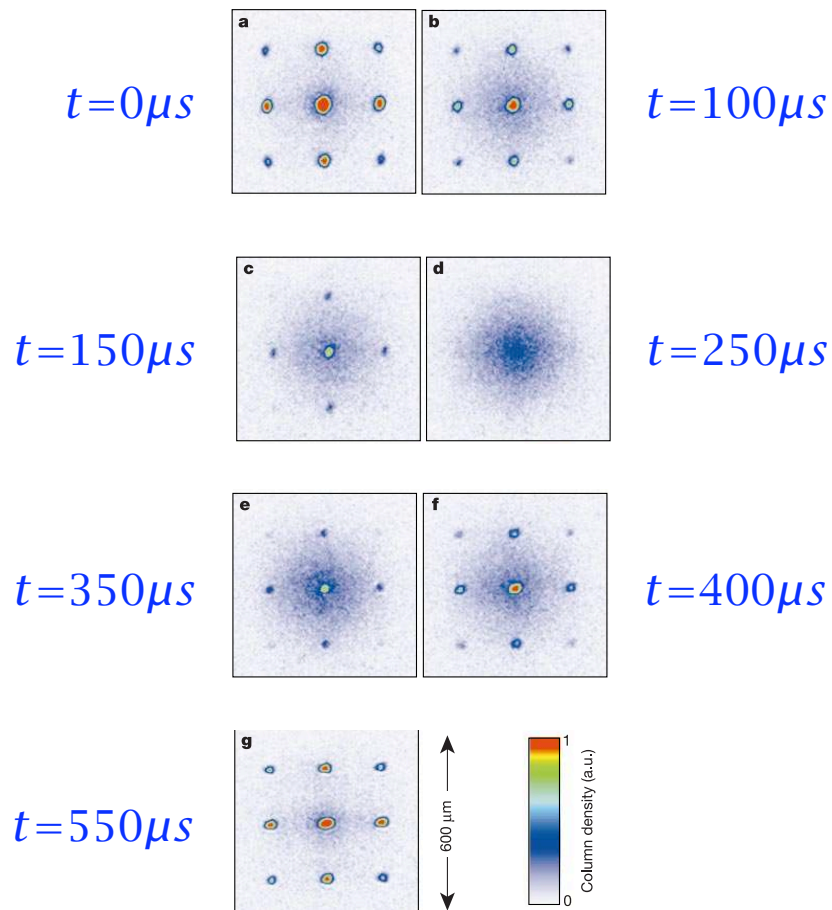 a
b
t=0μs
t=100μs
c
d
t=150μs
t=250μs
e
f
t=350μs
t=400μs
g
t=550μs
600 μm
1
0
Column density (a.u.)